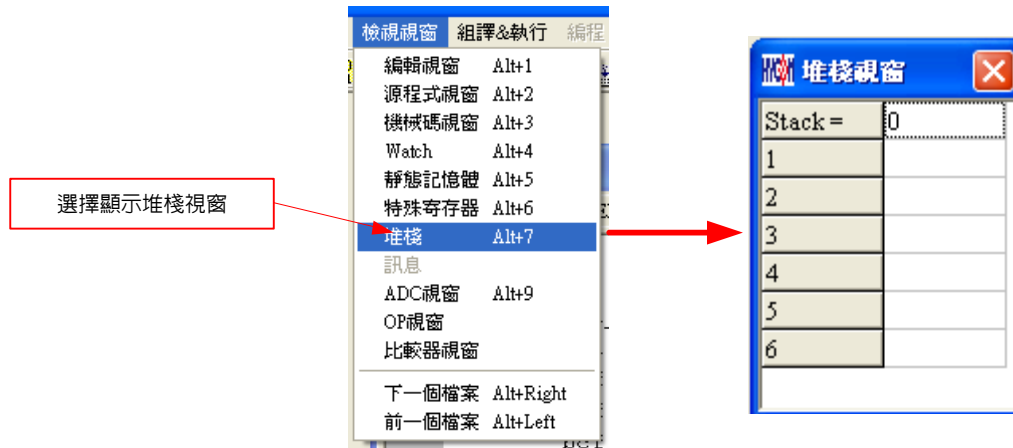 檢視視窗 組譯&執行 編程
編輯視窗 Alt+1
源程式視窗 Alt+2
機械碼視窗 Alt+3
Watch Alt+4
靜態記憶體 Alt+5
特殊寄存器 Alt+6
堆棧 Alt+7
訊息
ADC視窗 Alt+9
OP視窗
比較器視窗
下一個檔案 Alt+Right
前一個檔案 Alt+Left
選擇顯示堆棧視窗
堆棧視窗
Stack = 0
1
2
3
4
5
6